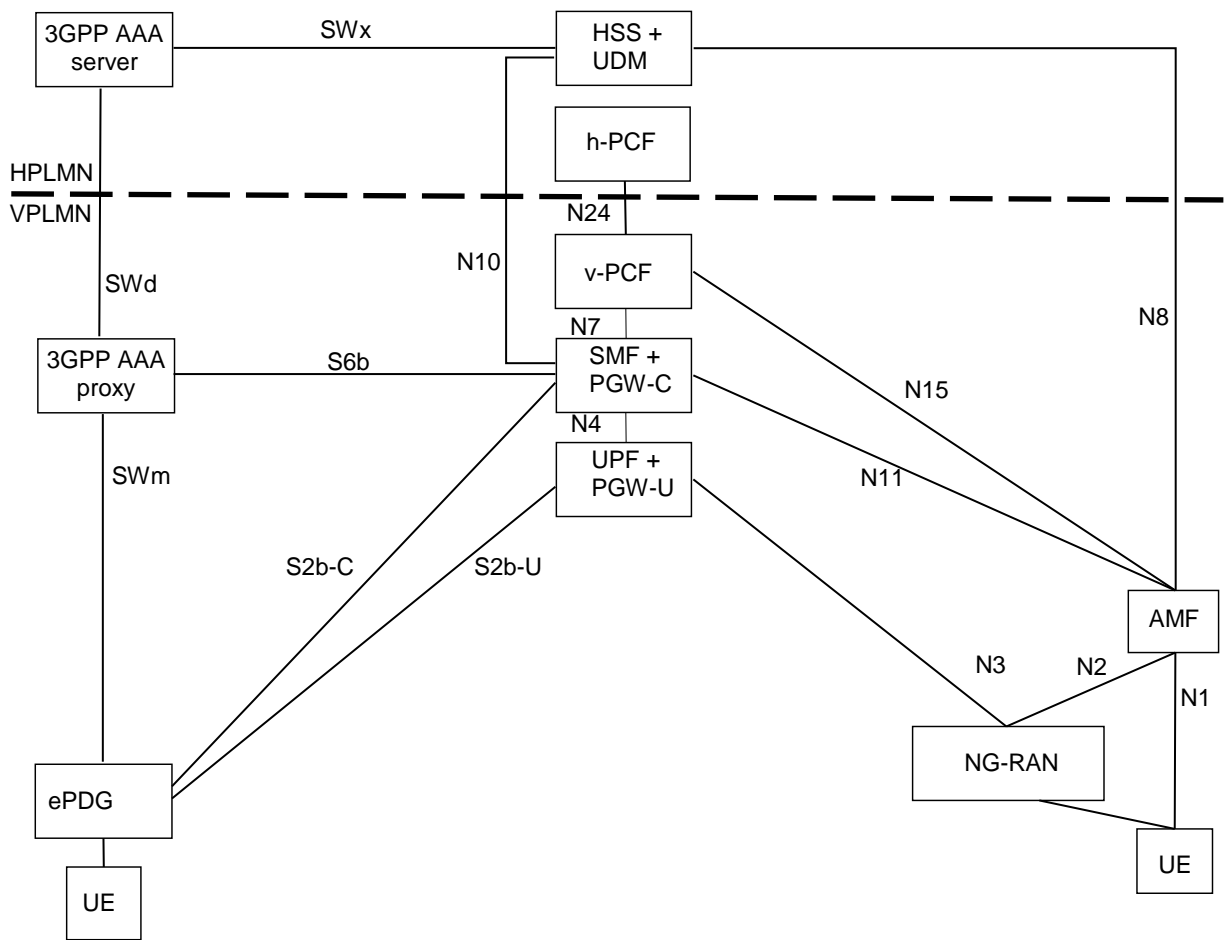 3GPP AAA
server
SWx
HSS +
UDM
h-PCF
HPLMN
VPLMN
N24
N10
v-PCF
SWd
N8
N7
3GPP AAA
proxy
S6b
SMF +
PGW-C
N15
N4
SWm
UPF +
PGW-U
N11
S2b-C
S2b-U
AMF
N3
N2
N1
NG-RAN
ePDG
UE
UE